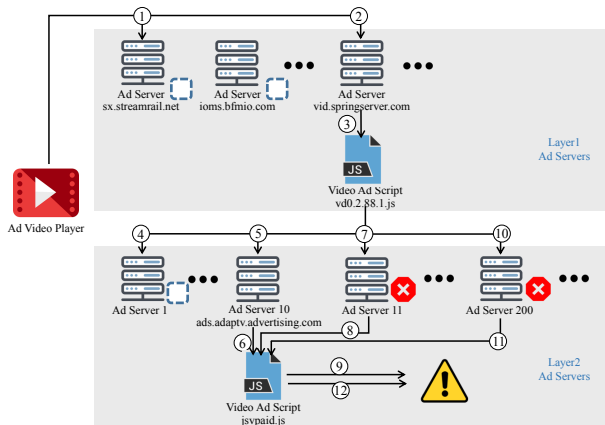 ① ②
Ad Server
sx.streamrail.net
Ad Server
ioms.bfmio.com
Ad Server
vid.springserver.com
③
JS
Video Ad Script
vd0.2.88.1.js
Layer1
Ad Servers
Ad Video Player
④ ⑤ ⑦ ⑩
Ad Server 1
Ad Server 10
ads.adaptv.advertising.com
Ad Server 11
Ad Server 200
⑥ ⑧ ⑪
JS
⑨
⑫
Video Ad Script
jsvpaid.js
Layer2
Ad Servers